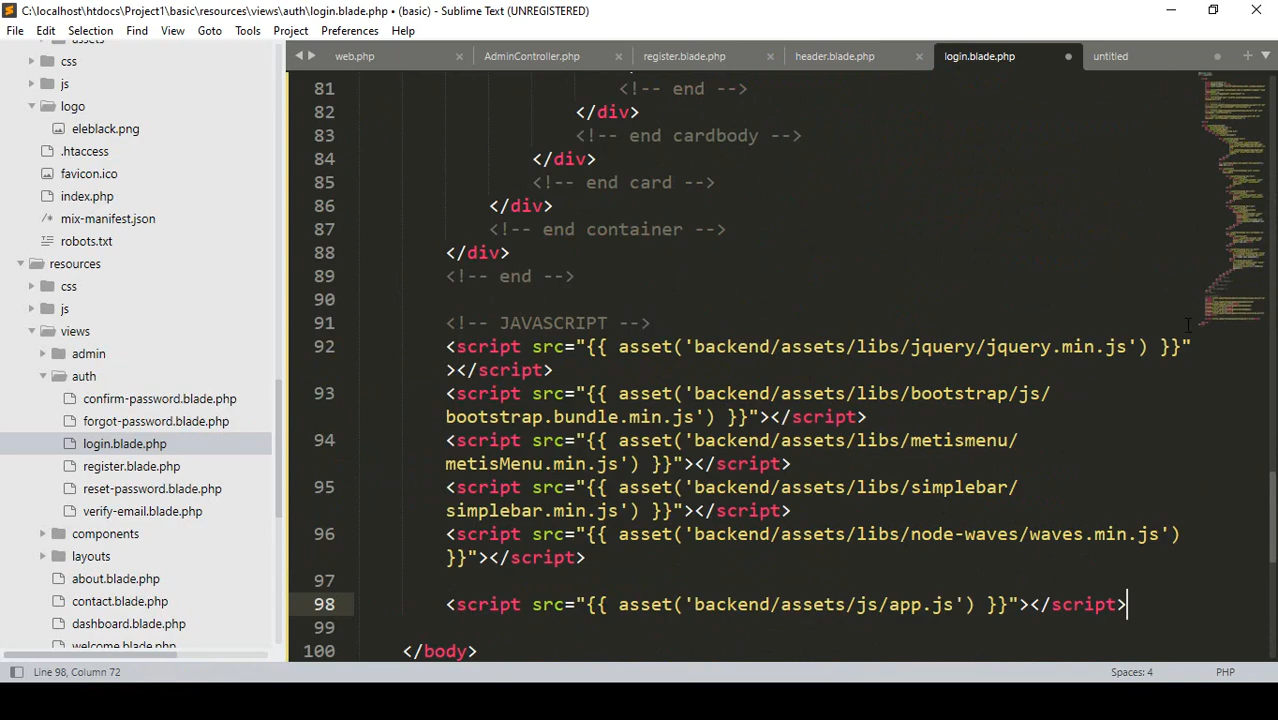 C:\localhost\htdocs\Project1\basic\resources\views\auth\login.blade.php • (basic) - Sublime Text (UNREGISTERED)
File Edit Selection Find View Goto Tools Project Preferences Help
web.php × AdminController.php × register.blade.php × header.blade.php × login.blade.php untitled
assets
css
js
logo
eleblack.png
.htaccess
favicon.ico
index.php
mix-manifest.json
robots.txt
resources
css
js
views
admin
auth
confirm-password.blade.php
forgot-password.blade.php
login.blade.php
register.blade.php
reset-password.blade.php
verify-email.blade.php
components
layouts
about.blade.php
contact.blade.php
dashboard.blade.php
welcome.blade.php
81 <!-- end -->
82 </div>
83 <!-- end cardbody -->
84 </div>
85 <!-- end card -->
86 </div>
87 <!-- end container -->
88 </div>
89 <!-- end -->
90
91 <!-- JAVASCRIPT -->
92 <script src="{{ asset('backend/assets/libs/jquery/jquery.min.js') }}"
></script>
93 <script src="{{ asset('backend/assets/libs/bootstrap/js/
bootstrap.bundle.min.js') }}"></script>
94 <script src="{{ asset('backend/assets/libs/metismenu/
metisMenu.min.js') }}"></script>
95 <script src="{{ asset('backend/assets/libs/simplebar/
simplebar.min.js') }}"></script>
96 <script src="{{ asset('backend/assets/libs/node-waves/waves.min.js')
}}"></script>
97
98 <script src="{{ asset('backend/assets/js/app.js') }}"></script>
99
100 </body>
Line 98, Column 72 Spaces: 4 PHP